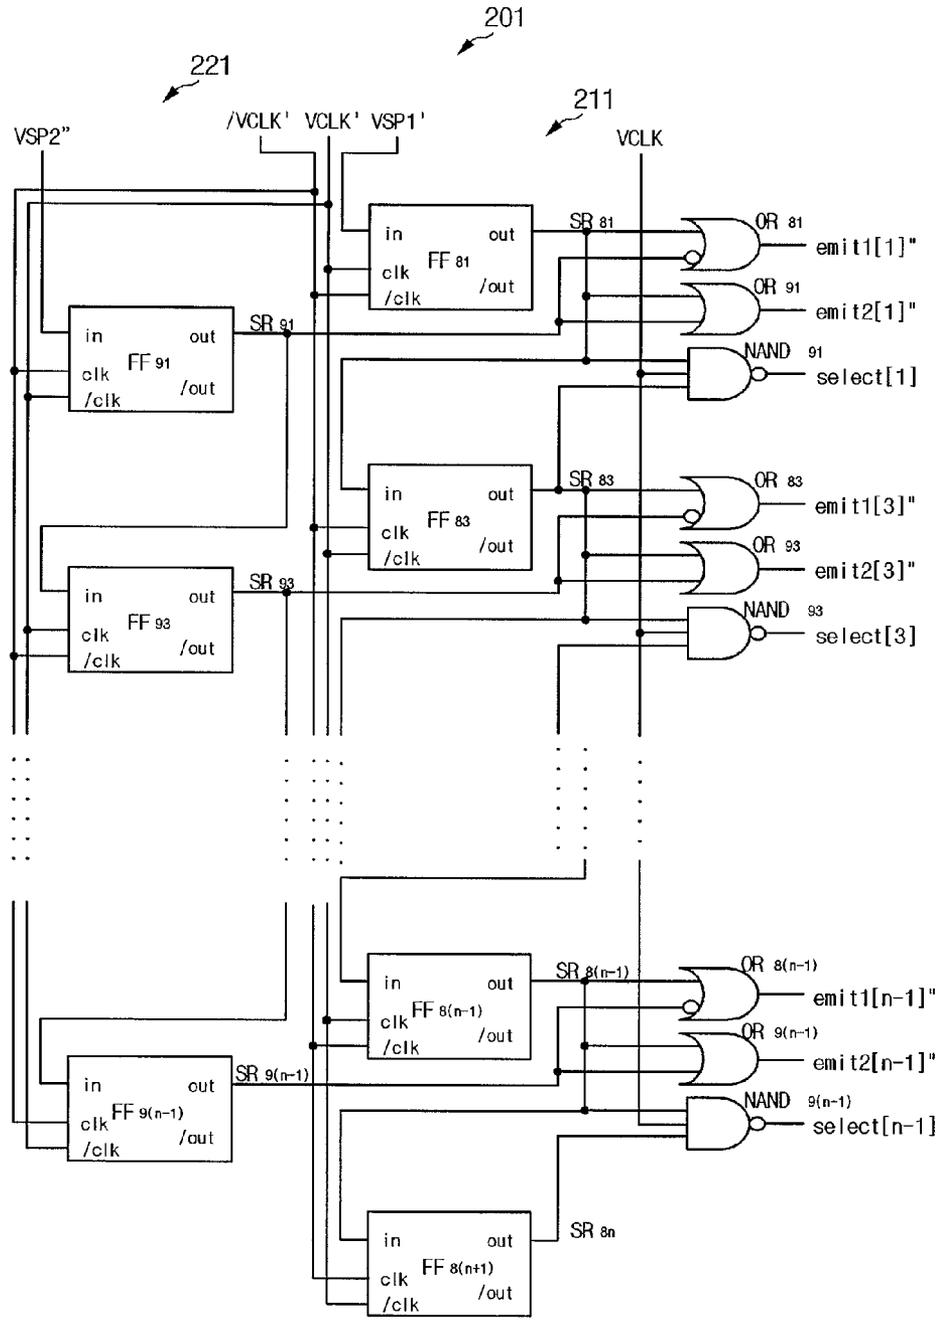 201
221
211
/VCLK' VCLK' VSP1'
VSP2"
VCLK
in out
FF 81
clk
/clk /out
SR 81
OR 81
emit1[1]"
OR 91
emit2[1]"
NAND 91
select[1]
in out
FF 91
clk
/clk /out
SR 91
in out
FF 83
clk
/clk /out
SR 83
OR 83
emit1[3]"
OR 93
emit2[3]"
NAND 93
select[3]
in out
FF 93
clk
/clk /out
SR 93
in out
FF 8(n-1)
clk
/clk /out
SR 8(n-1)
OR 8(n-1)
emit1[n-1]"
OR 9(n-1)
emit2[n-1]"
NAND 9(n-1)
select[n-1]
in out
FF 9(n-1)
clk
/clk /out
SR 9(n-1)
in out
FF 8(n+1)
clk
/clk /out
SR 8n